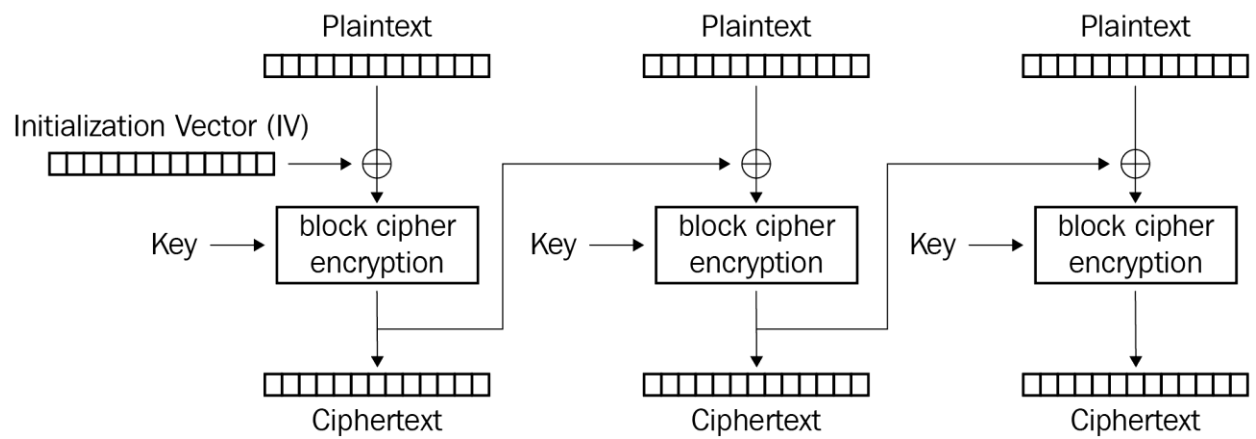 Plaintext
Plaintext
Plaintext
Initialization Vector (IV)
Key
block cipher
encryption
Key
block cipher
encryption
Key
block cipher
encryption
Ciphertext
Ciphertext
Ciphertext